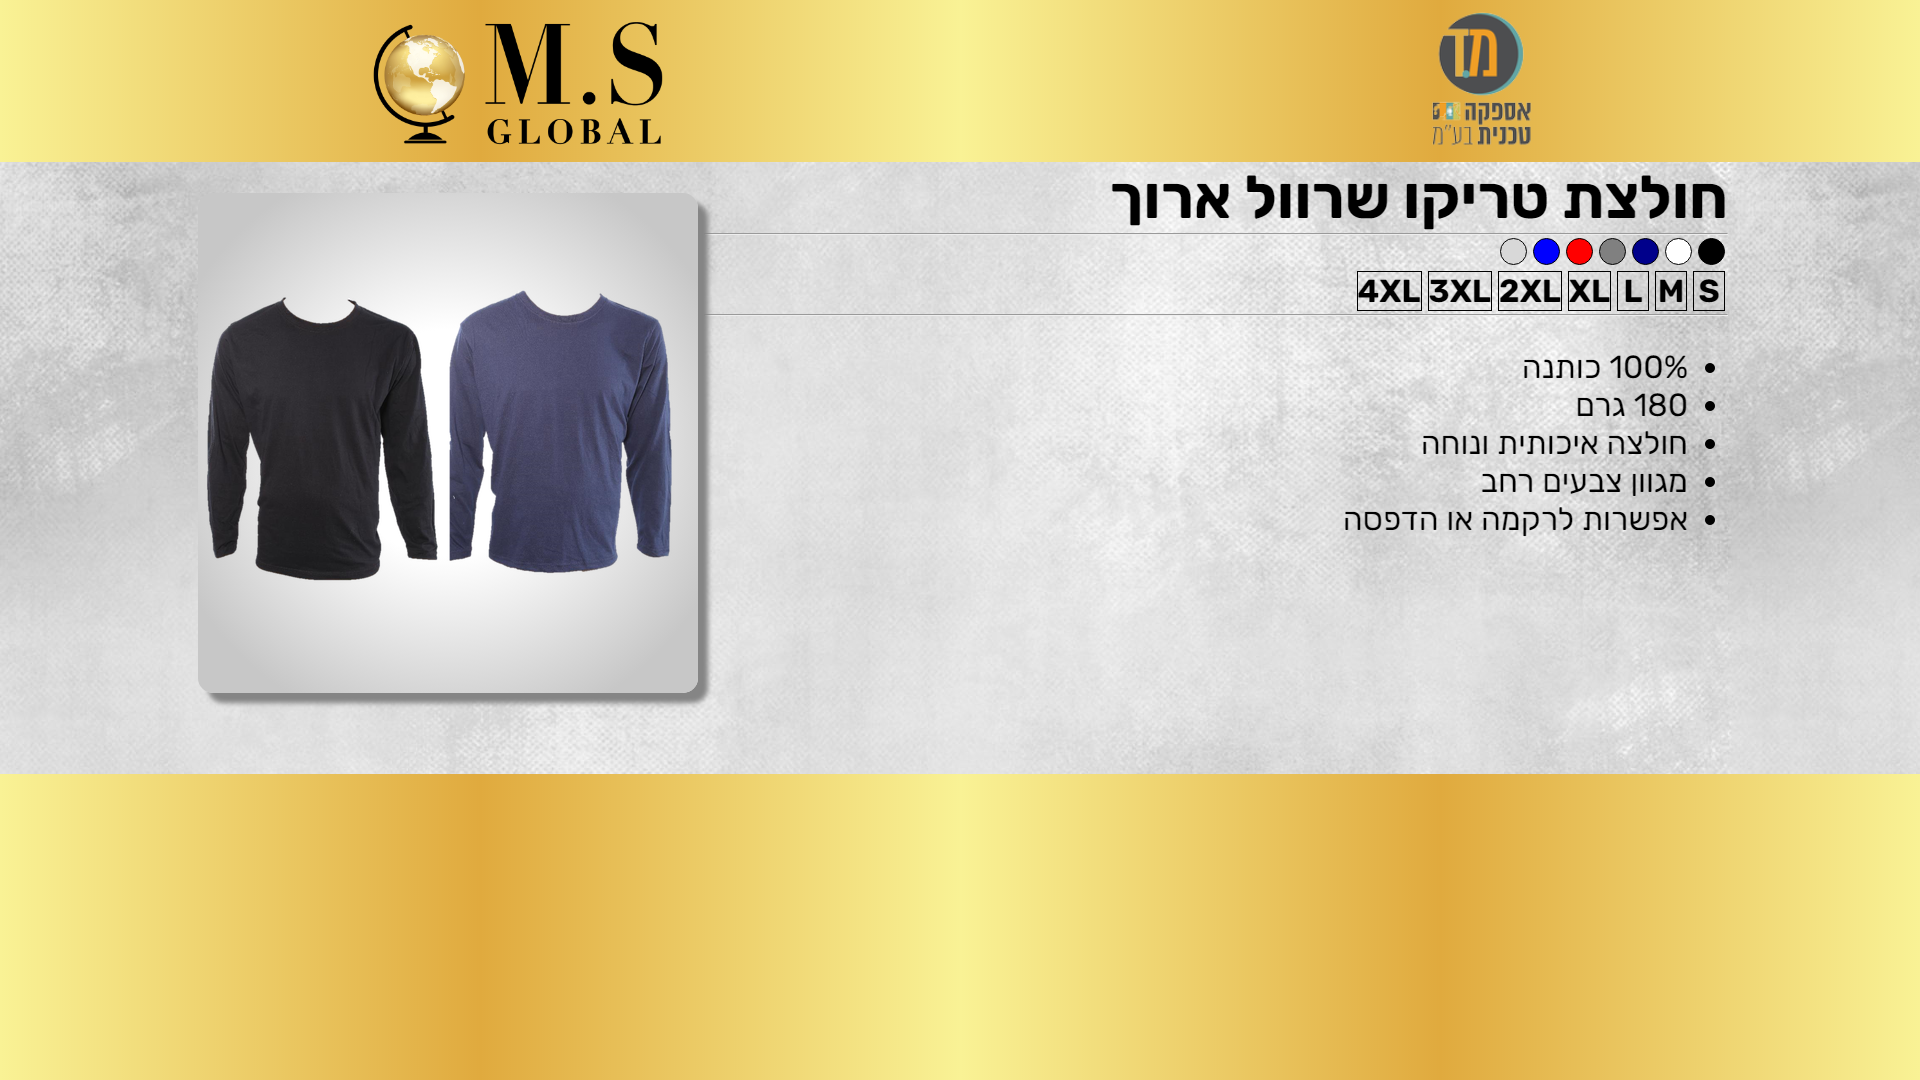 M.S
GLOBAL
מ.ד
אספקה
טכנית בע"מ
חולצת טריקו שרוול ארוך
S M L XL 2XL 3XL 4XL
100% כותנה
180 גרם
חולצה איכותית ונוחה
מגוון צבעים רחב
אפשרות לרקמה או הדפסה